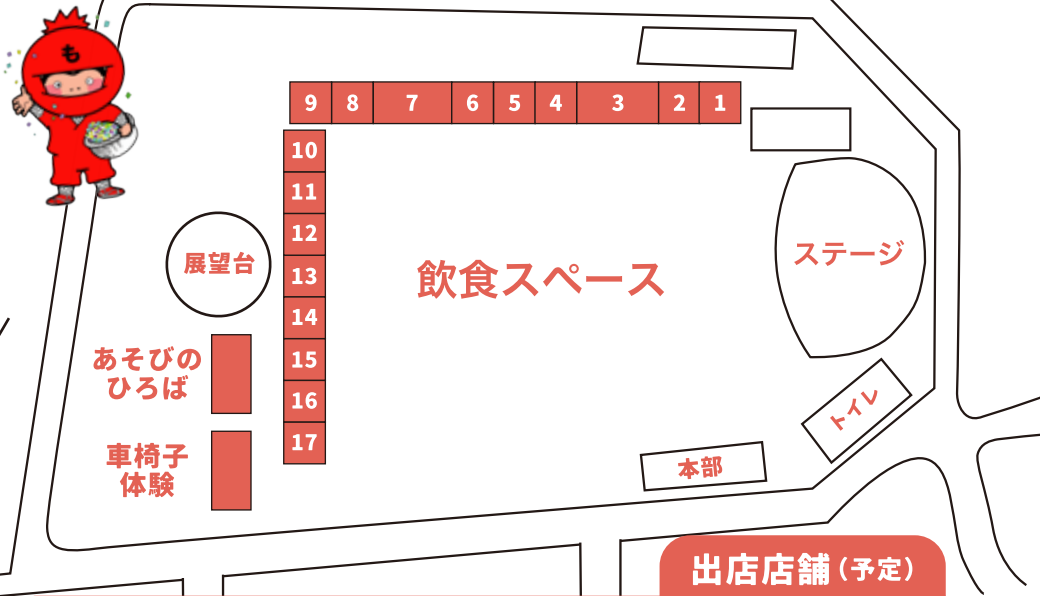 も
9 8 7 6 5 4 3 2 1
10
11
12
13
14
15
16
17
展望台
飲食スペース
ステージ
あそびの
ひろば
車椅子
体験
トイレ
本部
出店店舗(予定)